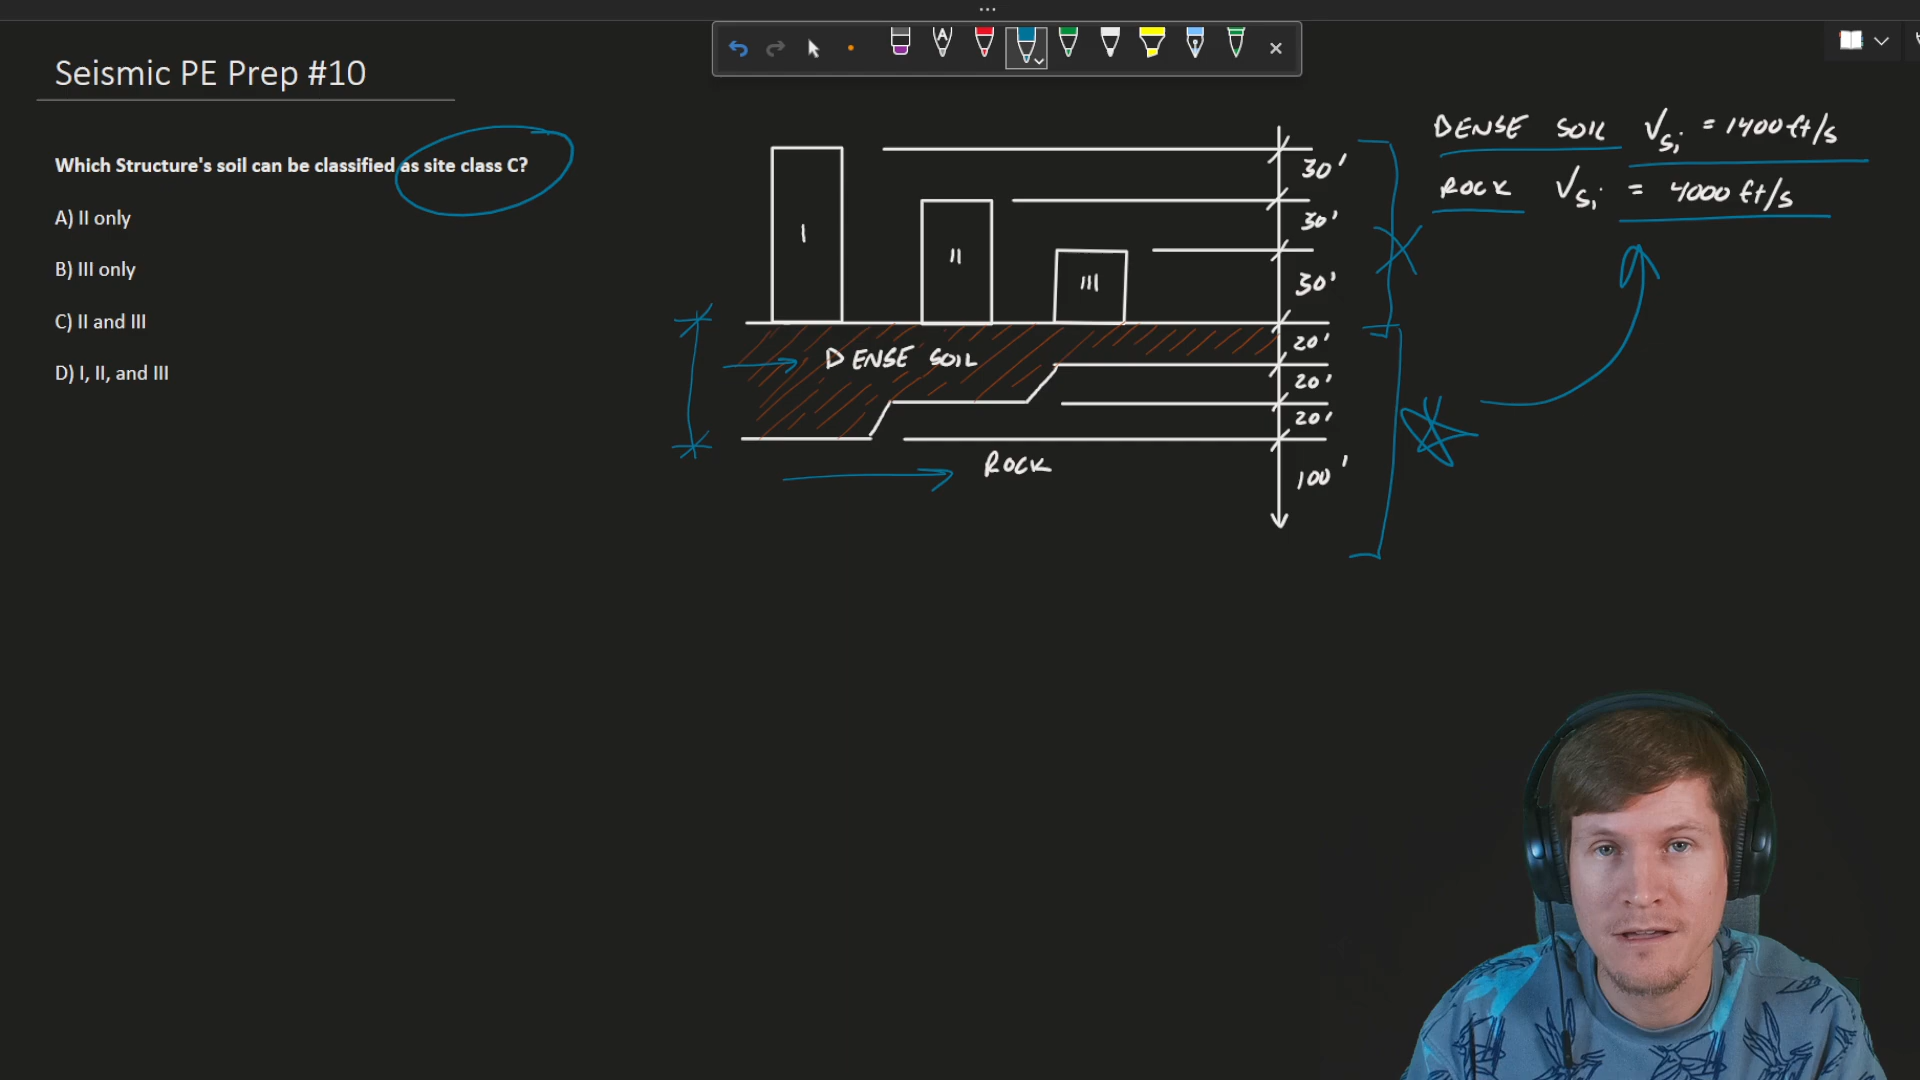 Seismic PE Prep #10
Which Structure's soil can be classified as site class C?
A) II only
B) III only
C) II and III
D) I, II, and III
I
II
III
30'
30'
30'
20'
20'
20'
100'
DENSE SOIL
ROCK
DENSE SOIL Vsi = 1400 ft/s
ROCK Vsi = 4000 ft/s